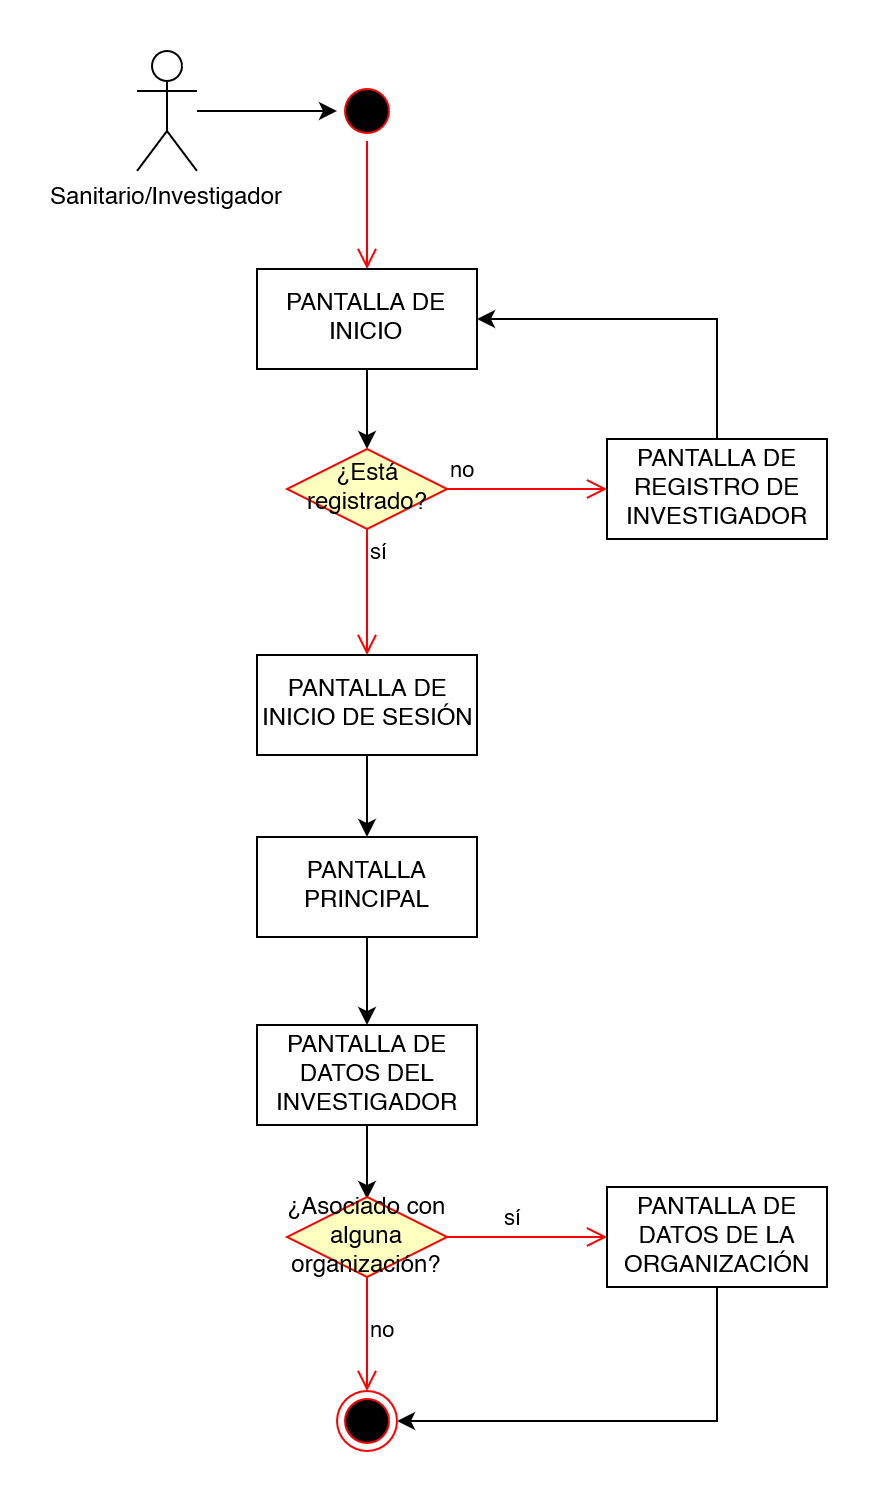 Sanitario/Investigador
PANTALLA DE
INICIO
¿Está
registrado?
no
PANTALLA DE
REGISTRO DE
INVESTIGADOR
sí
PANTALLA DE
INICIO DE SESIÓN
PANTALLA
PRINCIPAL
PANTALLA DE
DATOS DEL
INVESTIGADOR
¿Asociado con
alguna
organización?
sí
PANTALLA DE
DATOS DE LA
ORGANIZACIÓN
no